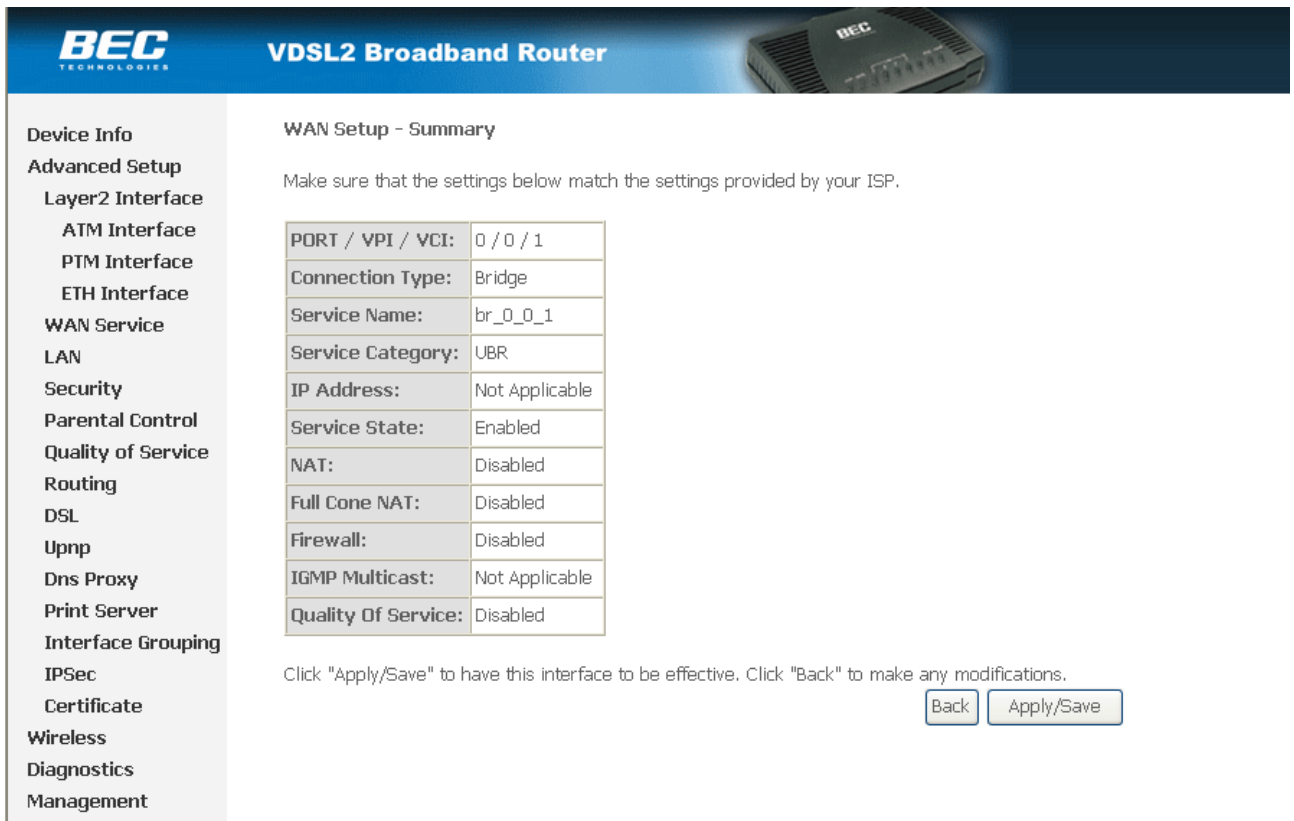 BEC
TECHNOLOGIES
VDSL2 Broadband Router
BEC
Device Info
Advanced Setup
Layer2 Interface
ATM Interface
PTM Interface
ETH Interface
WAN Service
LAN
Security
Parental Control
Quality of Service
Routing
DSL
Upnp
Dns Proxy
Print Server
Interface Grouping
IPSec
Certificate
Wireless
Diagnostics
Management
WAN Setup - Summary
Make sure that the settings below match the settings provided by your ISP.
PORT / VPI / VCI: 0 / 0 / 1
Connection Type: Bridge
Service Name: br_0_0_1
Service Category: UBR
IP Address: Not Applicable
Service State: Enabled
NAT: Disabled
Full Cone NAT: Disabled
Firewall: Disabled
IGMP Multicast: Not Applicable
Quality Of Service: Disabled
Click "Apply/Save" to have this interface to be effective. Click "Back" to make any modifications.
Back Apply/Save